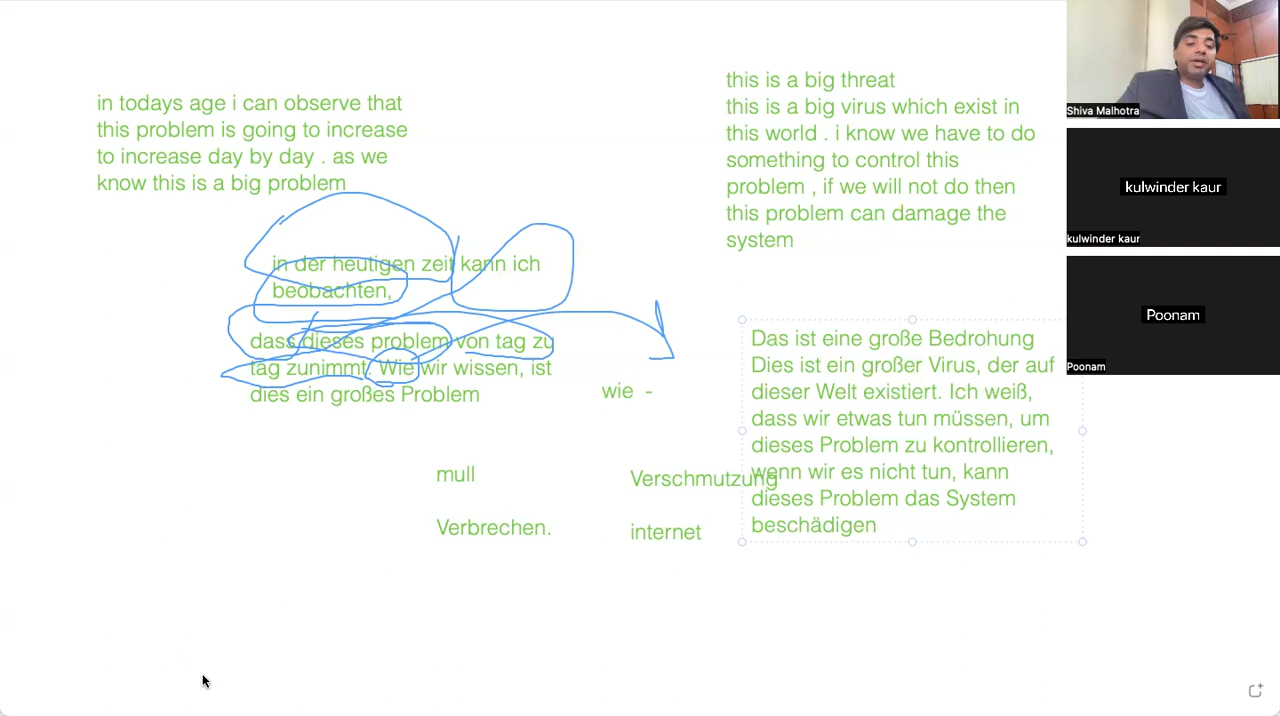 in todays age i can observe that
this problem is going to increase
to increase day by day . as we
know this is a big problem
in der heutigen zeit kann ich
beobachten,
dass dieses problem von tag zu
tag zunimmt. Wie wir wissen, ist
dies ein großes Problem
wie -
mull
Verschmutzung
Verbrechen.
internet
this is a big threat
this is a big virus which exist in
this world . i know we have to do
something to control this
problem , if we will not do then
this problem can damage the
system
Das ist eine große Bedrohung
Dies ist ein großer Virus, der auf
dieser Welt existiert. Ich weiß,
dass wir etwas tun müssen, um
dieses Problem zu kontrollieren,
wenn wir es nicht tun, kann
dieses Problem das System
beschädigen
Shiva Malhotra
kulwinder kaur
kulwinder kaur
Poonam
Poonam